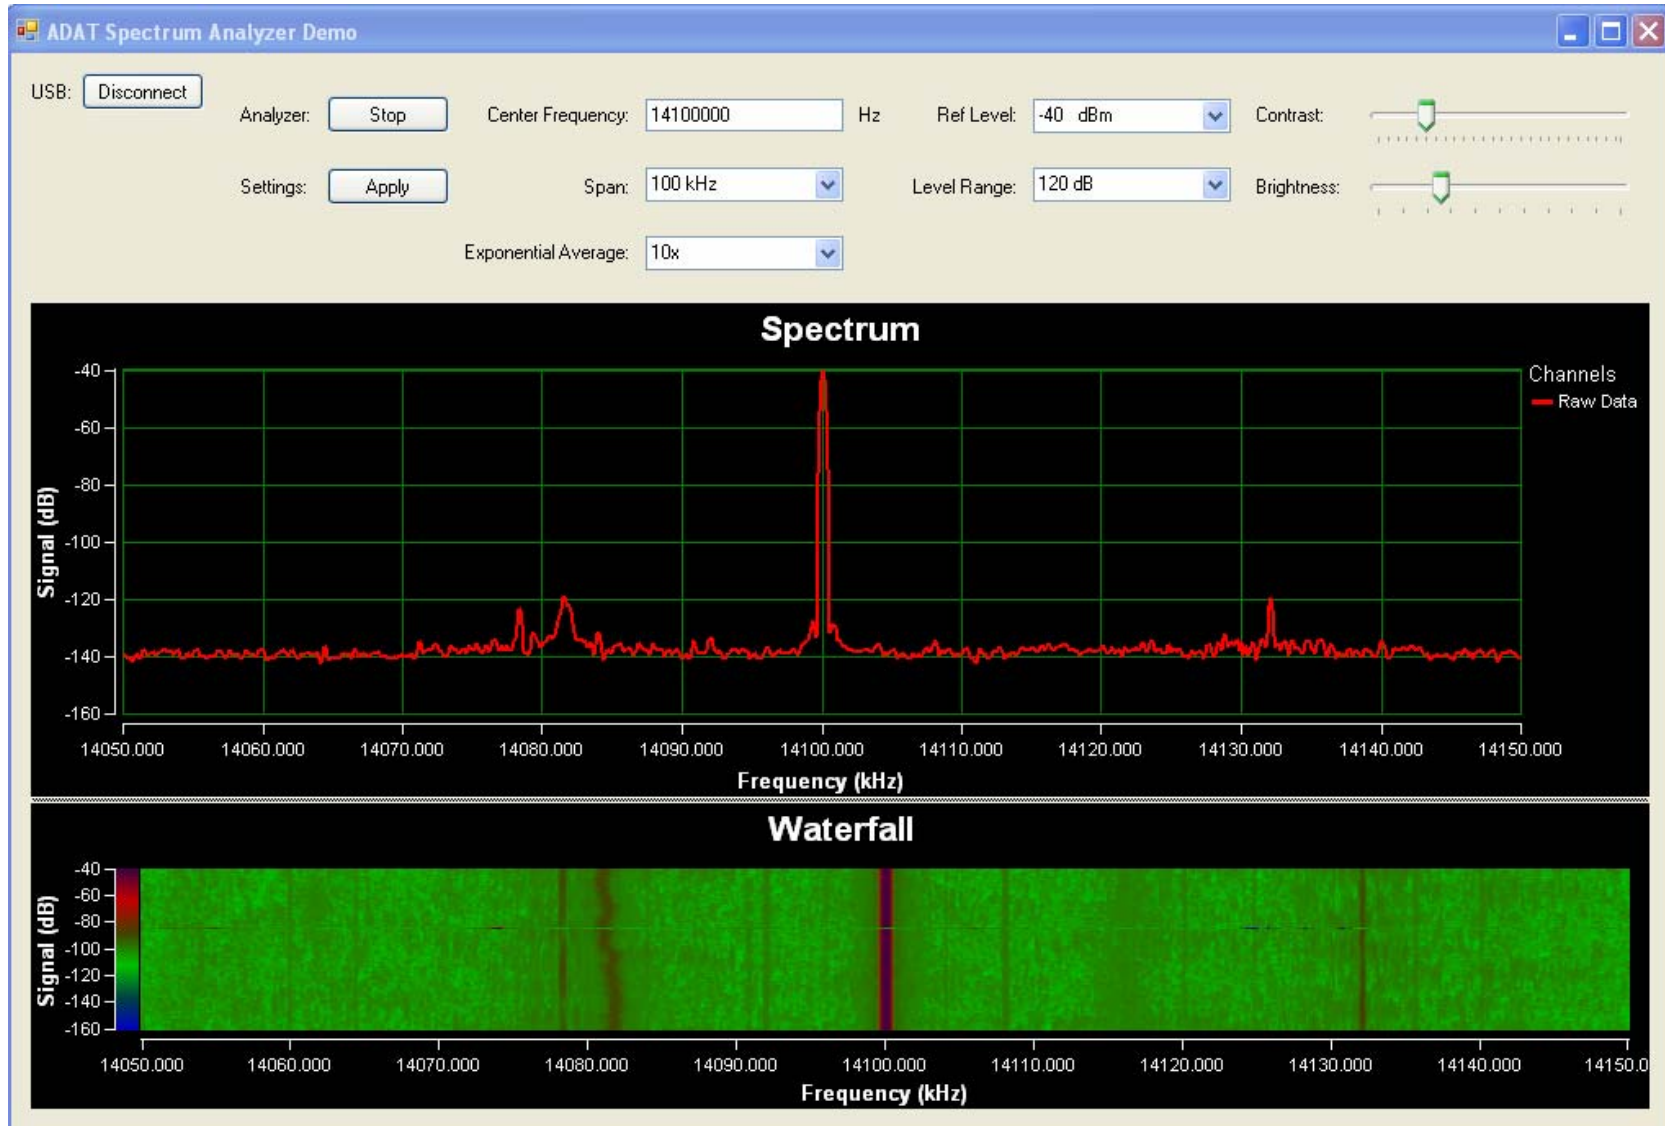 ADAT Spectrum Analyzer Demo
USB: Disconnect
Analyzer: Stop Center Frequency: 14100000 Hz Ref Level: -40 dBm Contrast:
Settings: Apply Span: 100 kHz Level Range: 120 dB Brightness:
Exponential Average: 10x
Spectrum
Channels
Raw Data
-40
-60
-80
-100
-120
-140
-160
Signal (dB)
14050.000 14060.000 14070.000 14080.000 14090.000 14100.000 14110.000 14120.000 14130.000 14140.000 14150.000
Frequency (kHz)
Waterfall
-40
-60
-80
-100
-120
-140
-160
Signal (dB)
14050.000 14060.000 14070.000 14080.000 14090.000 14100.000 14110.000 14120.000 14130.000 14140.000 14150.0
Frequency (kHz)